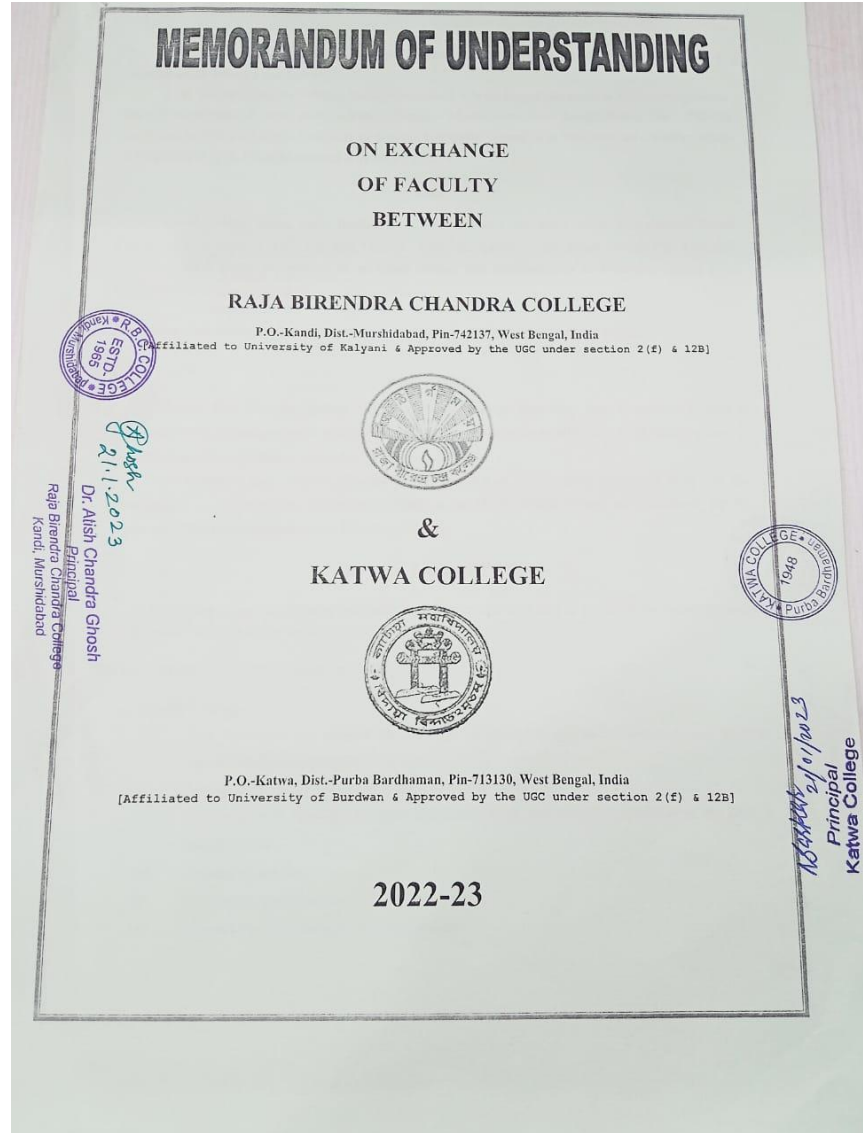 MEMORANDUM OF UNDERSTANDING
ON EXCHANGE
OF FACULTY
BETWEEN
RAJA BIRENDRA CHANDRA COLLEGE
P.O.-Kandi, Dist.-Murshidabad, Pin-742137, West Bengal, India
[Affiliated to University of Kalyani & Approved by the UGC under section 2(f) & 12B]
R.B.C. COLLEGE
Kandi, Murshidabad
ESTD-
1965
Ghosh
21.1.2023
Dr. Atish Chandra Ghosh
Principal
Raja Birendra Chandra College
Kandi, Murshidabad
&
KATWA COLLEGE
KATWA COLLEGE
Purba Bardhaman
1948
21/01/2023
Principal
Katwa College
P.O.-Katwa, Dist.-Purba Bardhaman, Pin-713130, West Bengal, India
[Affiliated to University of Burdwan & Approved by the UGC under section 2(f) & 12B]
2022-23